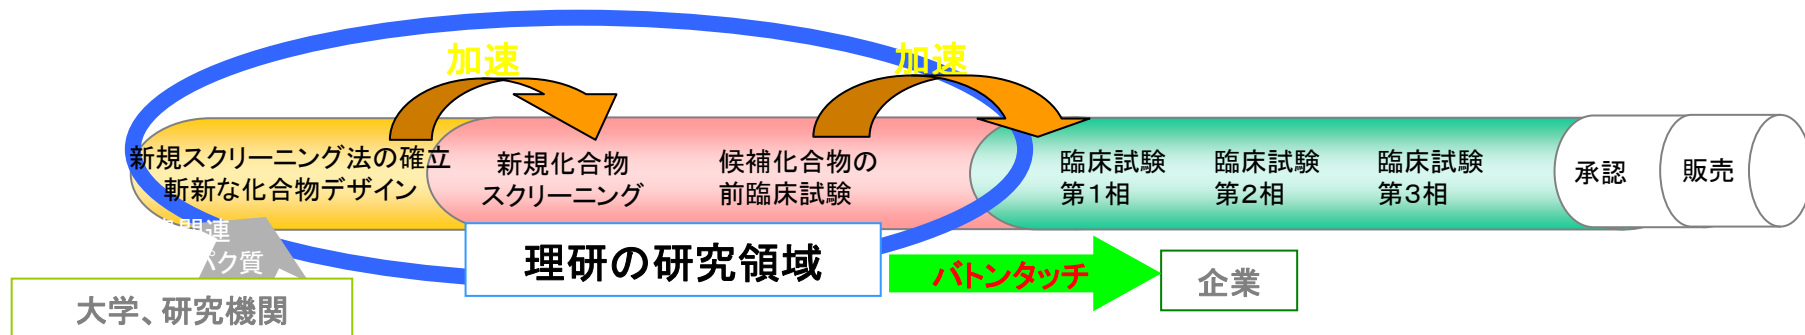 加速
加速
新規スクリーニング法の確立
斬新な化合物デザイン
新規化合物
スクリーニング
候補化合物の
前臨床試験
臨床試験
第1相
臨床試験
第2相
臨床試験
第3相
承認
販売
関連
パク質
理研の研究領域
バトンタッチ
企業
大学、研究機関